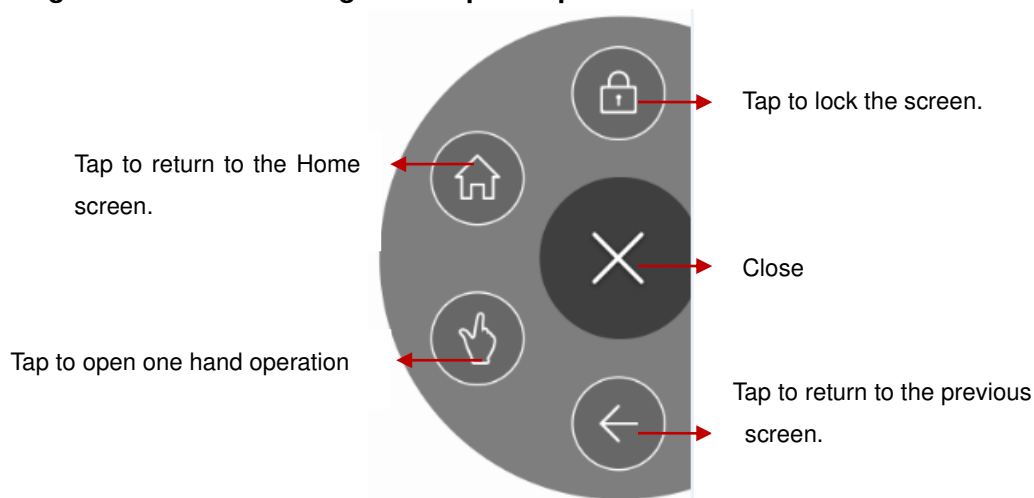 Tap to lock the screen.
Tap to return to the Home
screen.
Close
Tap to open one hand operation
Tap to return to the previous
screen.